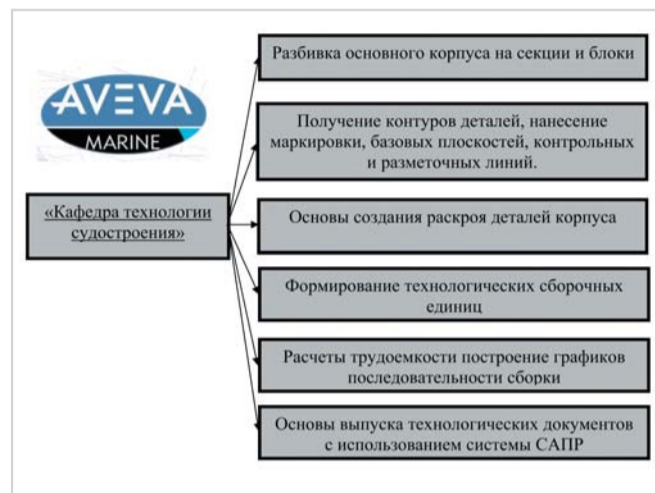 AVEVA
MARINE
«Кафедра технологии
судостроения»
Разбивка основного корпуса на секции и блоки
Получение контуров деталей, нанесение
маркировки, базовых плоскостей, контрольных
и разметочных линий.
Основы создания раскроя деталей корпуса
Формирование технологических сборочных
единиц
Расчеты трудоемкости построение графиков
последовательности сборки
Основы выпуска технологических документов
с использованием системы САПР